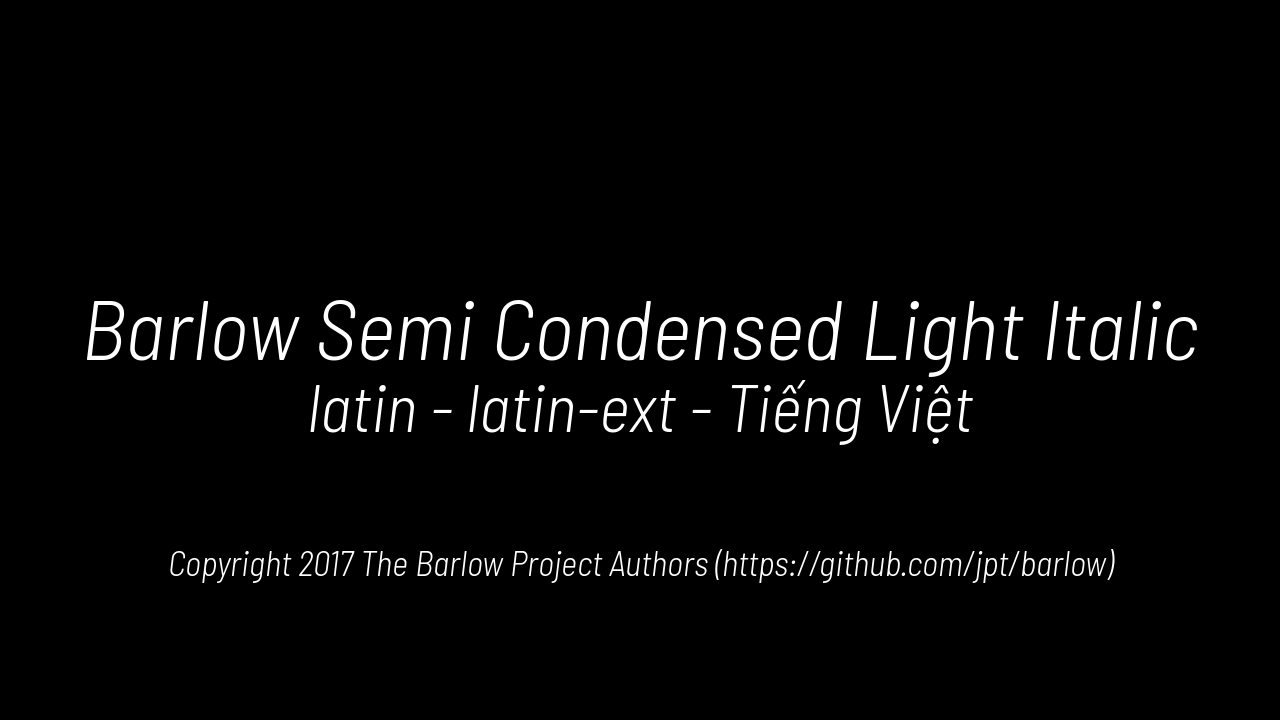 Barlow Semi Condensed Light Italic
latin - latin-ext - Tiếng Việt
Copyright 2017 The Barlow Project Authors (https://github.com/jpt/barlow)